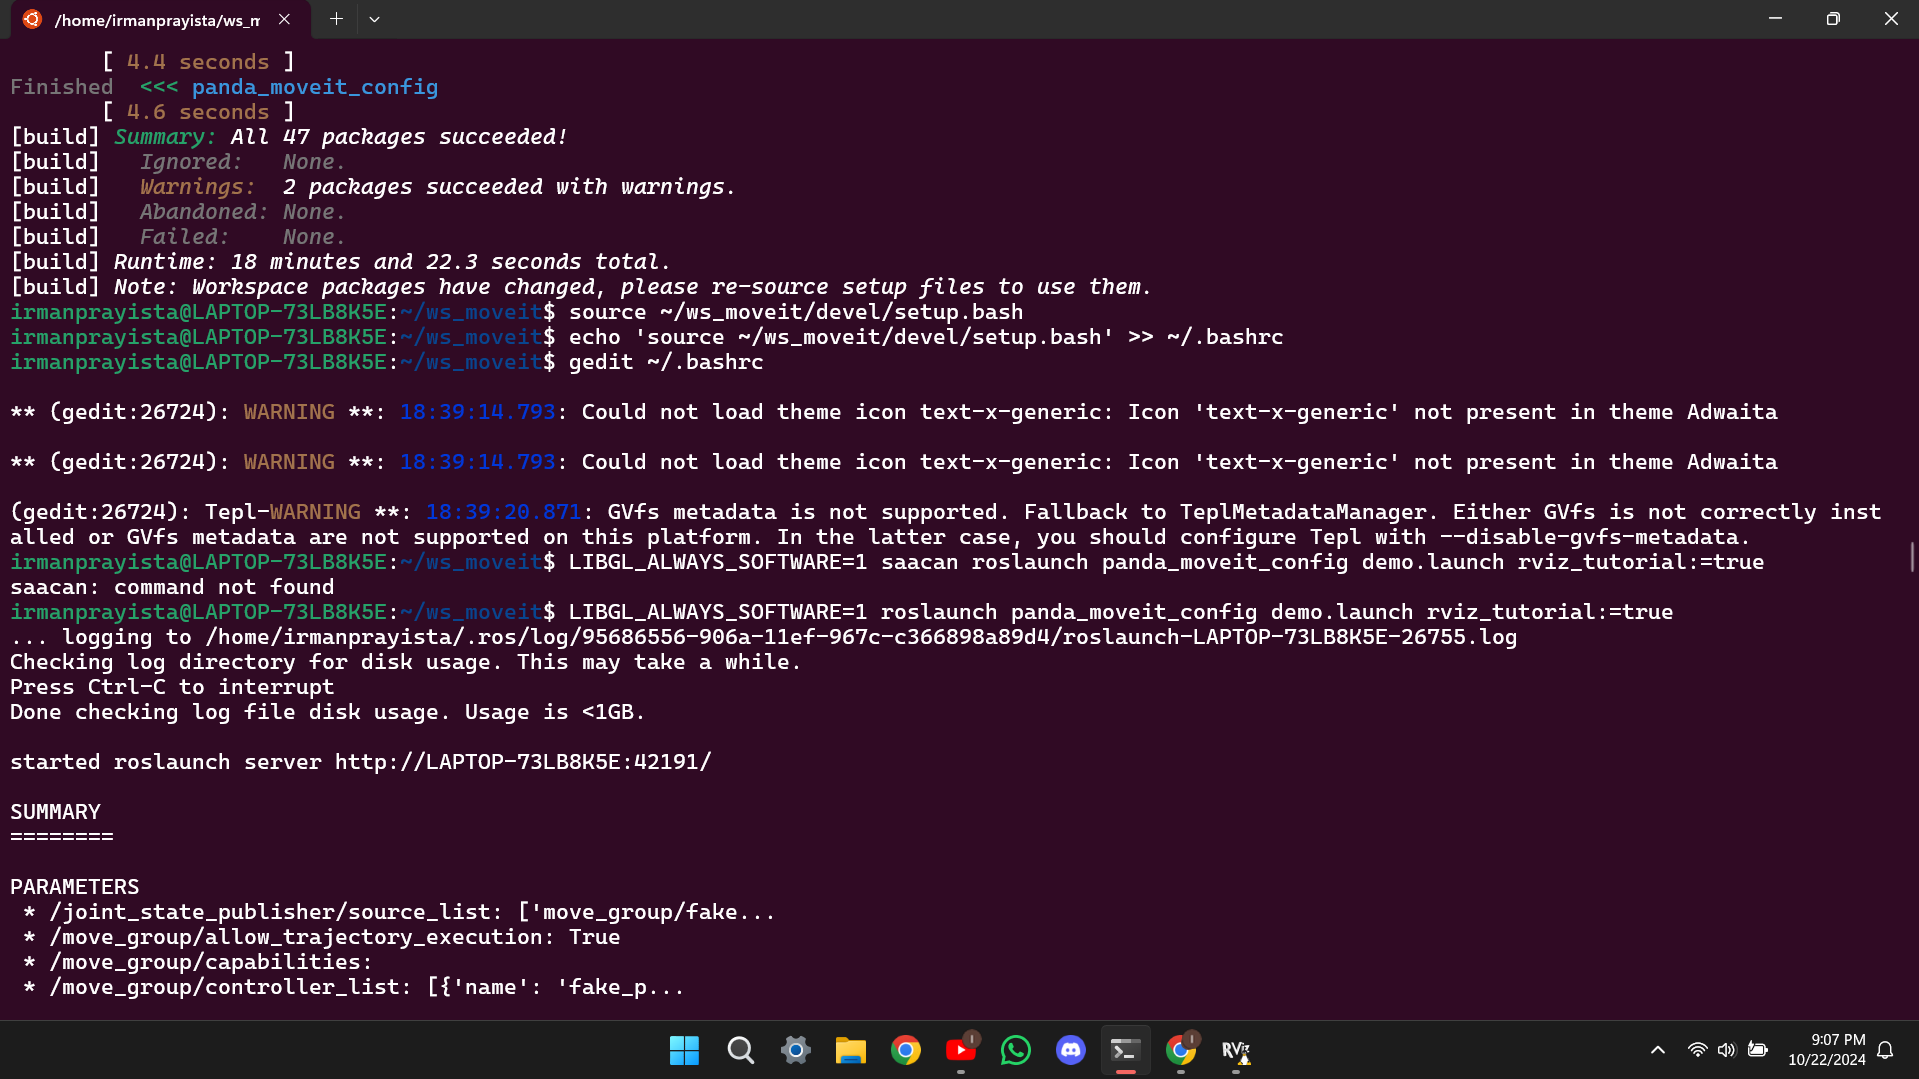 /home/irmanprayista/ws_m
[ 4.4 seconds ]
Finished <<< panda_moveit_config
[ 4.6 seconds ]
[build] Summary: All 47 packages succeeded!
[build] Ignored: None.
[build] Warnings: 2 packages succeeded with warnings.
[build] Abandoned: None.
[build] Failed: None.
[build] Runtime: 18 minutes and 22.3 seconds total.
[build] Note: Workspace packages have changed, please re-source setup files to use them.
irmanprayista@LAPTOP-73LB8K5E:~/ws_moveit$ source ~/ws_moveit/devel/setup.bash
irmanprayista@LAPTOP-73LB8K5E:~/ws_moveit$ echo 'source ~/ws_moveit/devel/setup.bash' >> ~/.bashrc
irmanprayista@LAPTOP-73LB8K5E:~/ws_moveit$ gedit ~/.bashrc
** (gedit:26724): WARNING **: 18:39:14.793: Could not load theme icon text-x-generic: Icon 'text-x-generic' not present in theme Adwaita
** (gedit:26724): WARNING **: 18:39:14.793: Could not load theme icon text-x-generic: Icon 'text-x-generic' not present in theme Adwaita
(gedit:26724): Tepl-WARNING **: 18:39:20.871: GVfs metadata is not supported. Fallback to TeplMetadataManager. Either GVfs is not correctly inst
alled or GVfs metadata are not supported on this platform. In the latter case, you should configure Tepl with --disable-gvfs-metadata.
irmanprayista@LAPTOP-73LB8K5E:~/ws_moveit$ LIBGL_ALWAYS_SOFTWARE=1 saacan roslaunch panda_moveit_config demo.launch rviz_tutorial:=true
saacan: command not found
irmanprayista@LAPTOP-73LB8K5E:~/ws_moveit$ LIBGL_ALWAYS_SOFTWARE=1 roslaunch panda_moveit_config demo.launch rviz_tutorial:=true
... logging to /home/irmanprayista/.ros/log/95686556-906a-11ef-967c-c366898a89d4/roslaunch-LAPTOP-73LB8K5E-26755.log
Checking log directory for disk usage. This may take a while.
Press Ctrl-C to interrupt
Done checking log file disk usage. Usage is <1GB.
started roslaunch server http://LAPTOP-73LB8K5E:42191/
SUMMARY
========
PARAMETERS
* /joint_state_publisher/source_list: ['move_group/fake...
* /move_group/allow_trajectory_execution: True
* /move_group/capabilities:
* /move_group/controller_list: [{'name': 'fake_p...
RViz
9:07 PM
10/22/2024